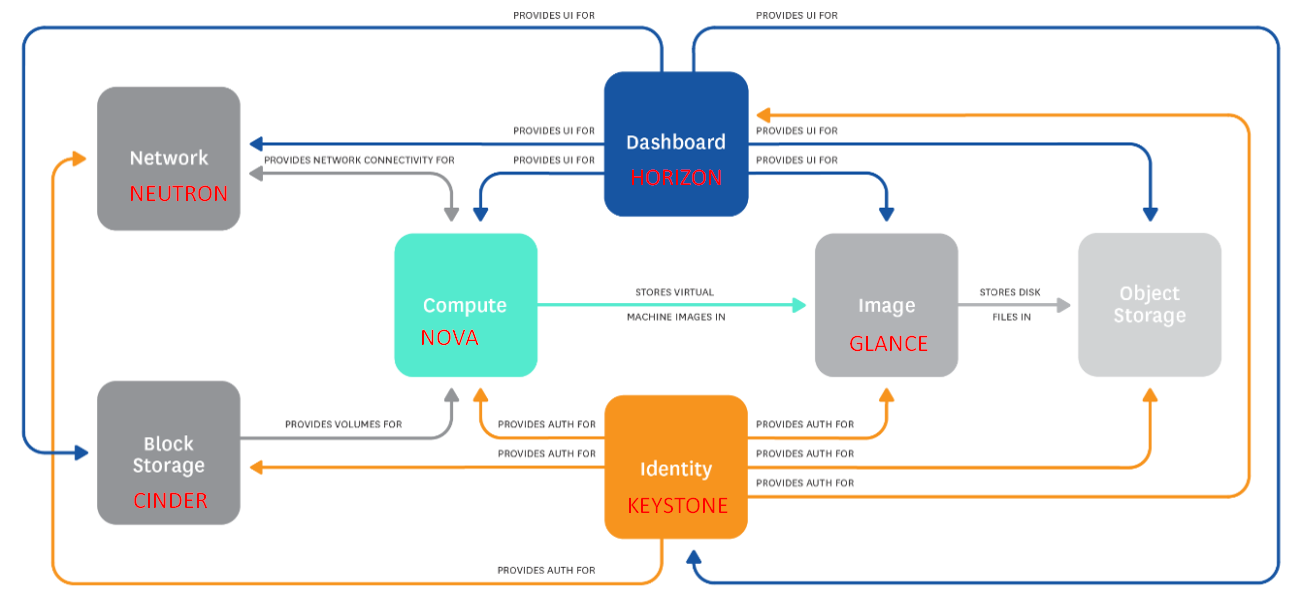 PROVIDES UI FOR
PROVIDES UI FOR
PROVIDES UI FOR
PROVIDES UI FOR
PROVIDES NETWORK CONNECTIVITY FOR
PROVIDES UI FOR
PROVIDES UI FOR
Network
NEUTRON
Dashboard
HORIZON
Compute
NOVA
STORES VIRTUAL
MACHINE IMAGES IN
Image
GLANCE
STORES DISK
FILES IN
Object
Storage
Block
Storage
CINDER
PROVIDES VOLUMES FOR
PROVIDES AUTH FOR
PROVIDES AUTH FOR
PROVIDES AUTH FOR
PROVIDES AUTH FOR
Identity
KEYSTONE
PROVIDES AUTH FOR
PROVIDES AUTH FOR